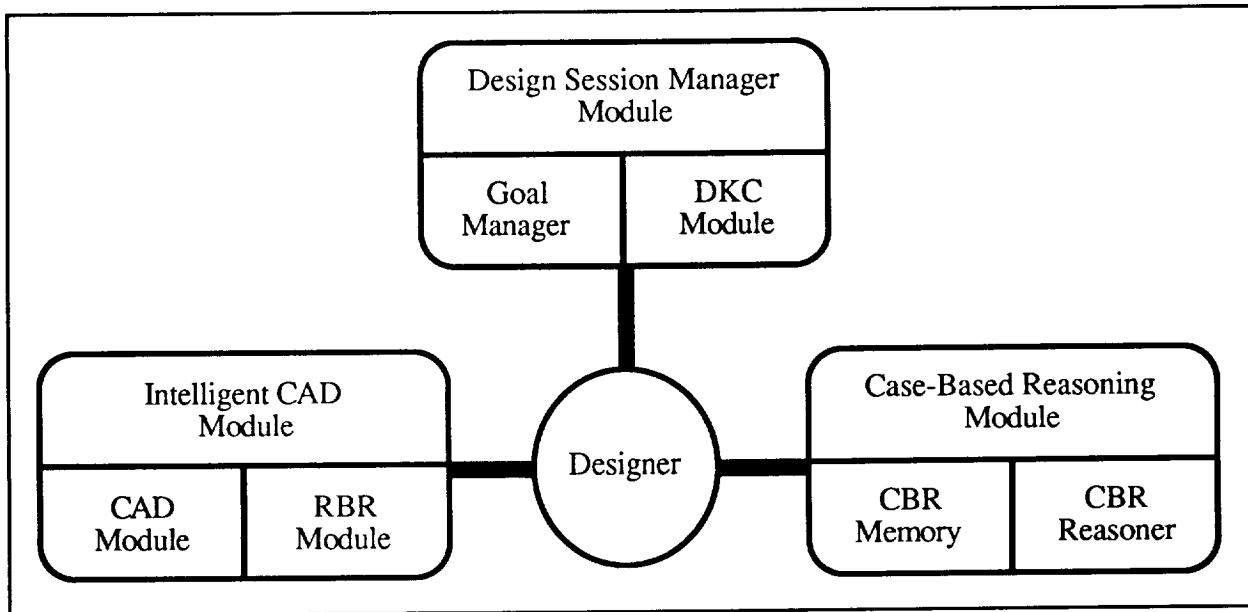 Design Session Manager
Module
Goal
Manager
DKC
Module
Intelligent CAD
Module
CAD
Module
RBR
Module
Designer
Case-Based Reasoning
Module
CBR
Memory
CBR
Reasoner